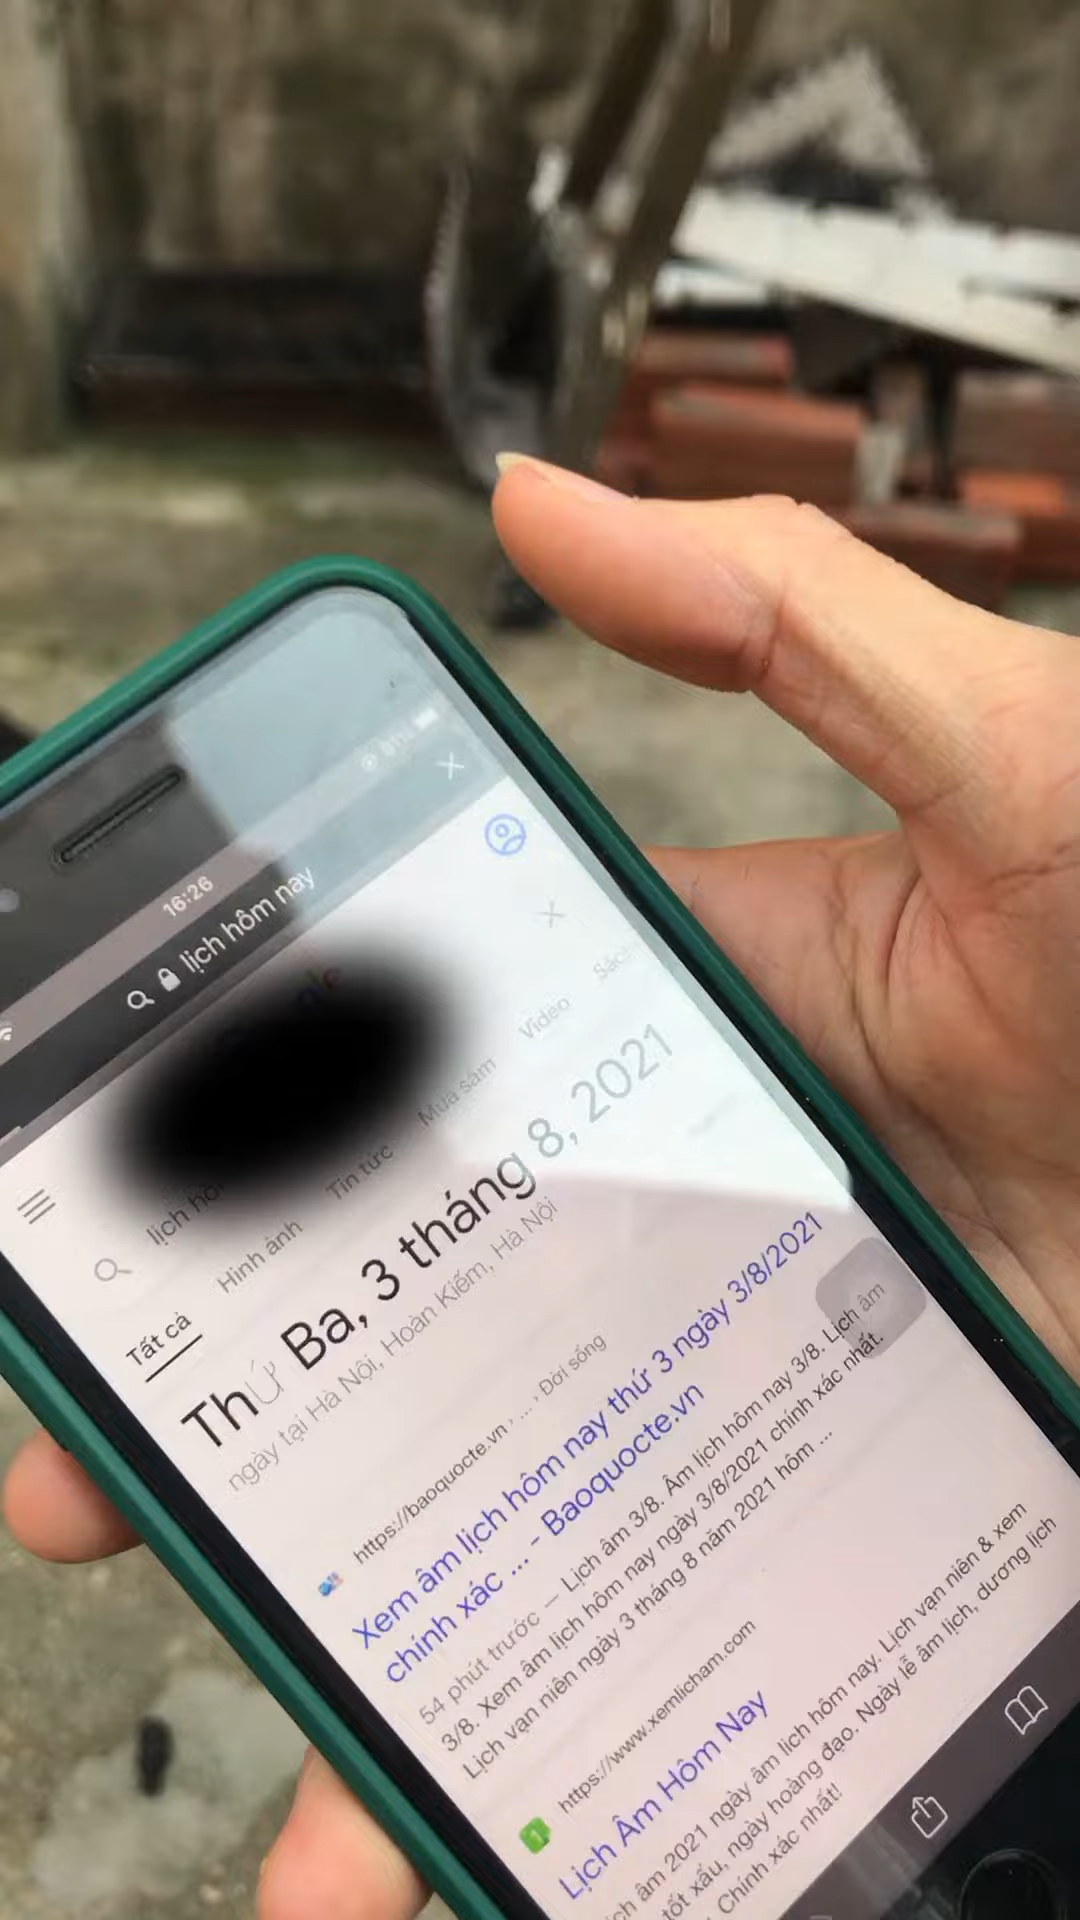 16:26
lịch hôm nay
lịch hô
Tất cả Hình ảnh Tin tức Mua sắm Video Sách
Thứ Ba, 3 tháng 8, 2021
ngày tại Hà Nội, Hoàn Kiếm, Hà Nội
https://baoquocte.vn › ... › Đời sống
Xem âm lịch hôm nay thứ 3 ngày 3/8/2021
chính xác ... - Baoquocte.vn
54 phút trước — Lịch âm 3/8. Âm lịch hôm nay 3/8. Lịch âm
3/8. Xem âm lịch hôm nay ngày 3/8/2021 chính xác nhất.
Lịch vạn niên ngày 3 tháng 8 năm 2021 hôm ...
https://www.xemlicham.com
Lịch Âm Hôm Nay
ịch âm 2021 ngày âm lịch hôm nay. Lịch vạn niên & xem
tốt xấu, ngày hoàng đạo. Ngày lễ âm lịch, dương lịch
. Chính xác nhất!